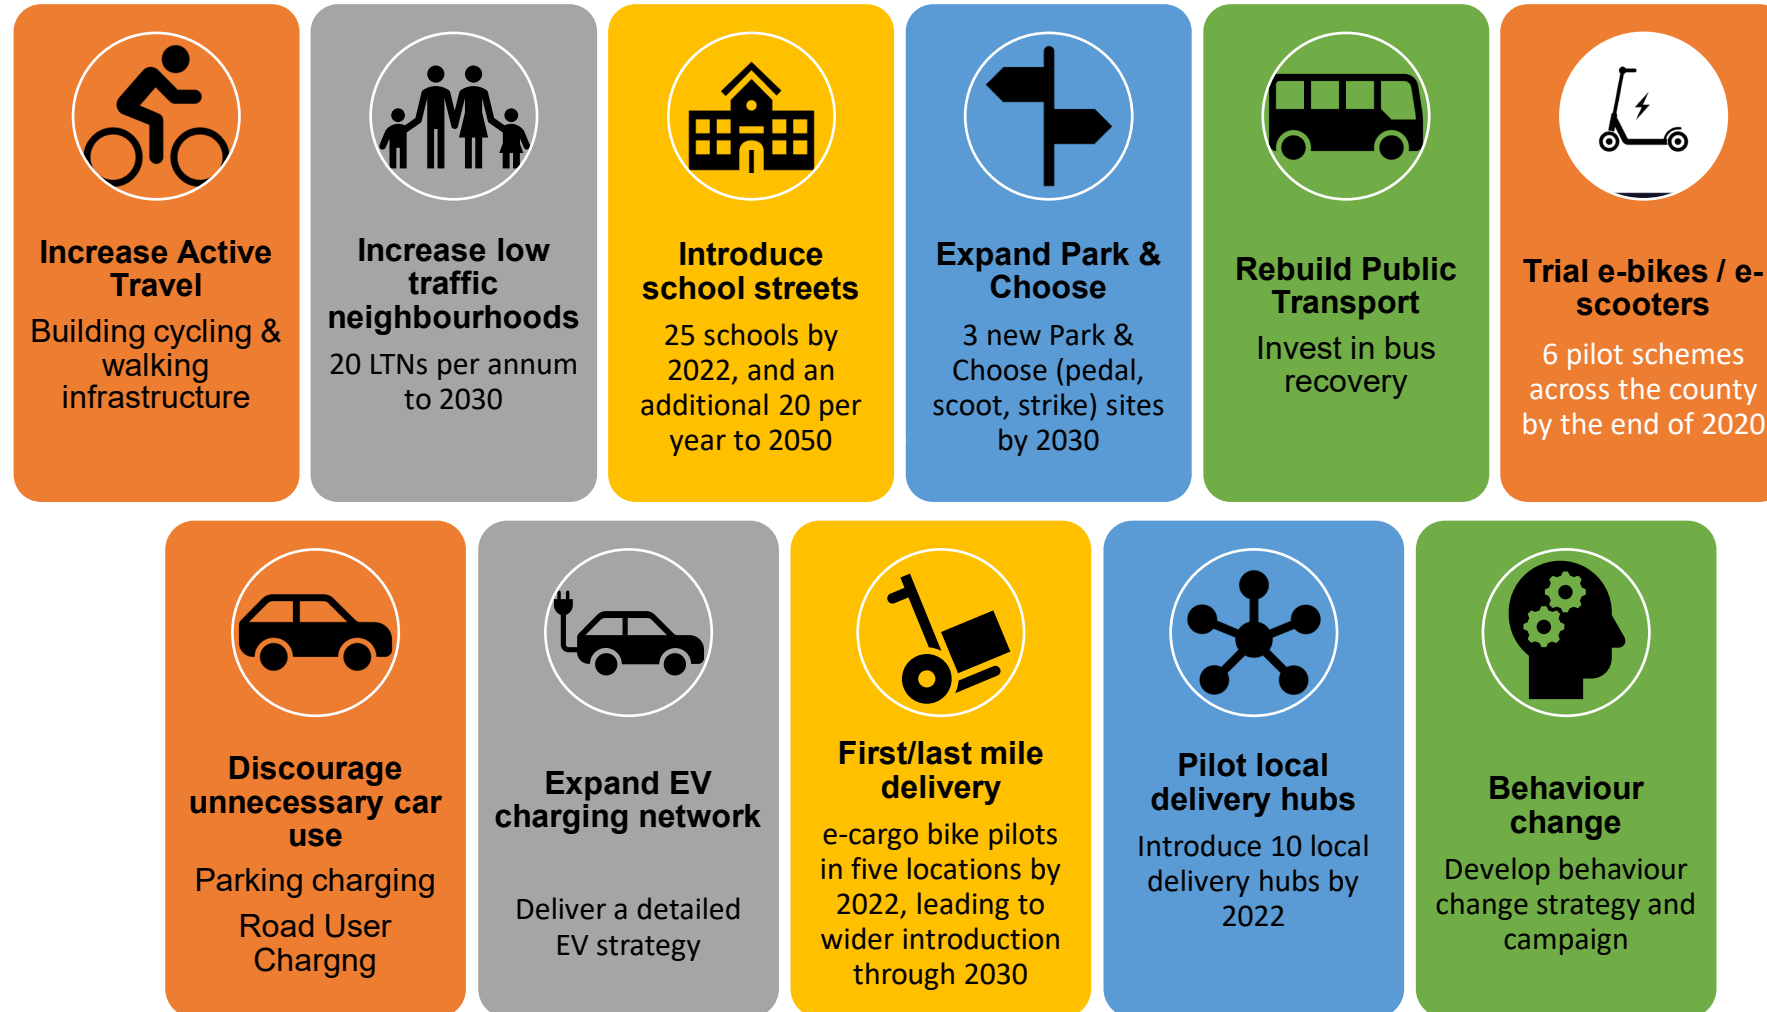 Increase Active
Travel
Building cycling &
walking
infrastructure
Increase low
traffic
neighbourhoods
20 LTNs per annum
to 2030
Introduce
school streets
25 schools by
2022, and an
additional 20 per
year to 2050
Expand Park &
Choose
3 new Park &
Choose (pedal,
scoot, strike) sites
by 2030
Rebuild Public
Transport
Invest in bus
recovery
Trial e-bikes / e-
scooters
6 pilot schemes
across the county
by the end of 2020
Discourage
unnecessary car
use
Parking charging
Road User
Chargng
Expand EV
charging network
Deliver a detailed
EV strategy
First/last mile
delivery
e-cargo bike pilots
in five locations by
2022, leading to
wider introduction
through 2030
Pilot local
delivery hubs
Introduce 10 local
delivery hubs by
2022
Behaviour
change
Develop behaviour
change strategy and
campaign